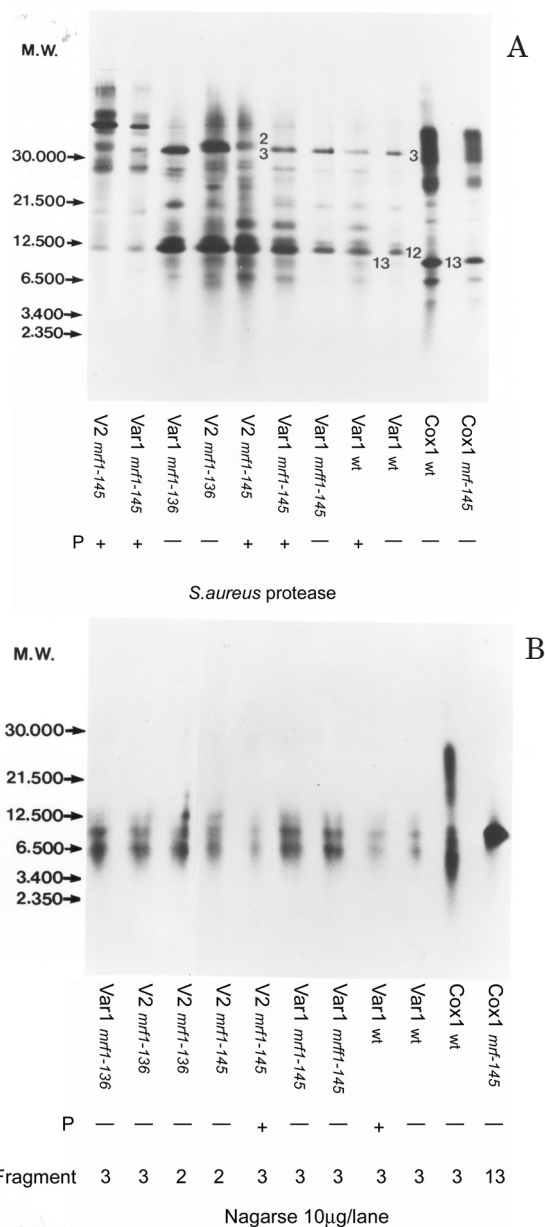 A
M.W.
30.000
21.500
12.500
6.500
3.400
2.350
2
3
3
12
13
13
V2 mrf1-145
Var1 mrf1-145
Var1 mrf1-136
V2 mrf1-136
V2 mrf1-145
Var1 mrf1-145
Var1 mrff1-145
Var1 wt
Var1 wt
Cox1 wt
Cox1 mrf-145
P + + — — + + — + — — —
S.aureus protease
B
M.W.
30.000
21.500
12.500
6.500
3.400
2.350
Var1 mrf1-136
V2 mrf1-136
V2 mrf1-136
V2 mrf1-145
V2 mrf1-145
Var1 mrf1-145
Var1 mrff1-145
Var1 wt
Var1 wt
Cox1 wt
Cox1 mrf-145
P — — — — + — — + — — —
Fragment 3 3 2 2 3 3 3 3 3 3 13
Nagarse 10µg/lane